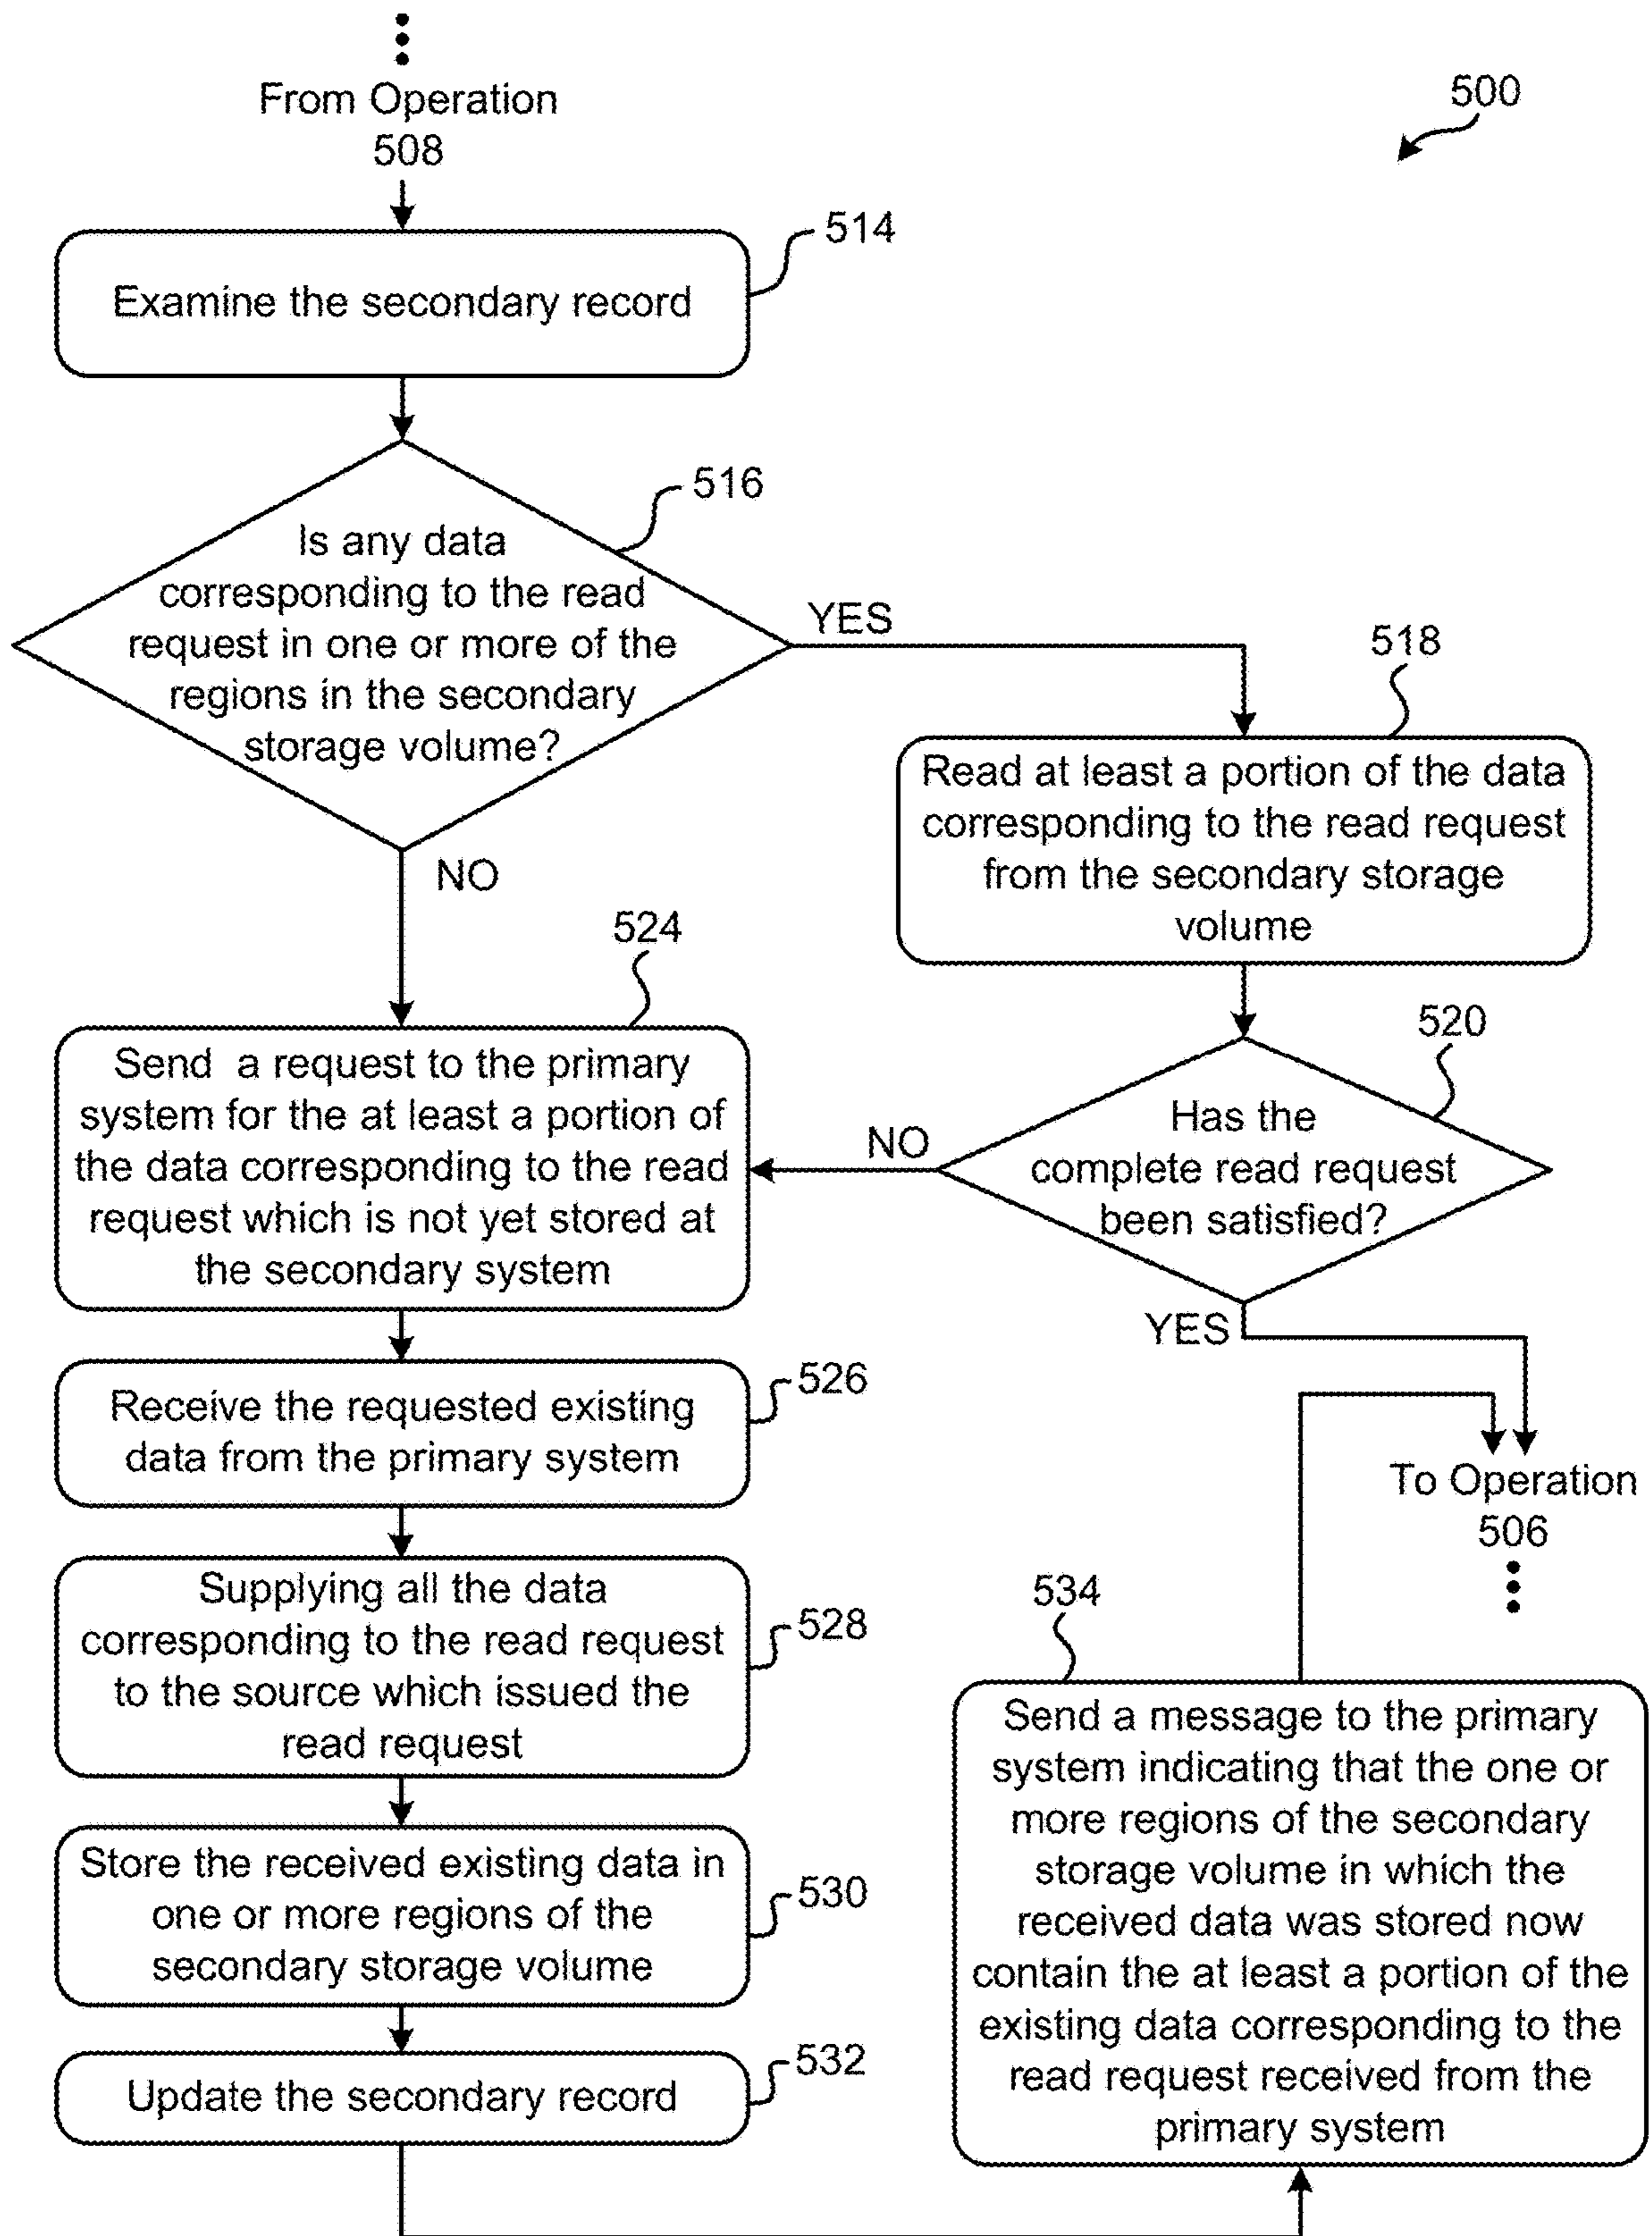 From Operation
508
500
514
Examine the secondary record
516
Is any data
corresponding to the read
request in one or more of the
regions in the secondary
storage volume?
YES
NO
518
Read at least a portion of the data
corresponding to the read request
from the secondary storage
volume
520
Has the
complete read request
been satisfied?
NO
YES
524
Send a request to the primary
system for the at least a portion of
the data corresponding to the read
request which is not yet stored at
the secondary system
526
Receive the requested existing
data from the primary system
To Operation
506
528
Supplying all the data
corresponding to the read request
to the source which issued the
read request
530
Store the received existing data in
one or more regions of the
secondary storage volume
532
Update the secondary record
534
Send a message to the primary
system indicating that the one or
more regions of the secondary
storage volume in which the
received data was stored now
contain the at least a portion of the
existing data corresponding to the
read request received from the
primary system